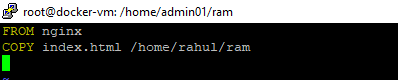 root@docker-vm: /home/admin01/ram
FROM nginx
COPY index.html /home/rahul/ram
~